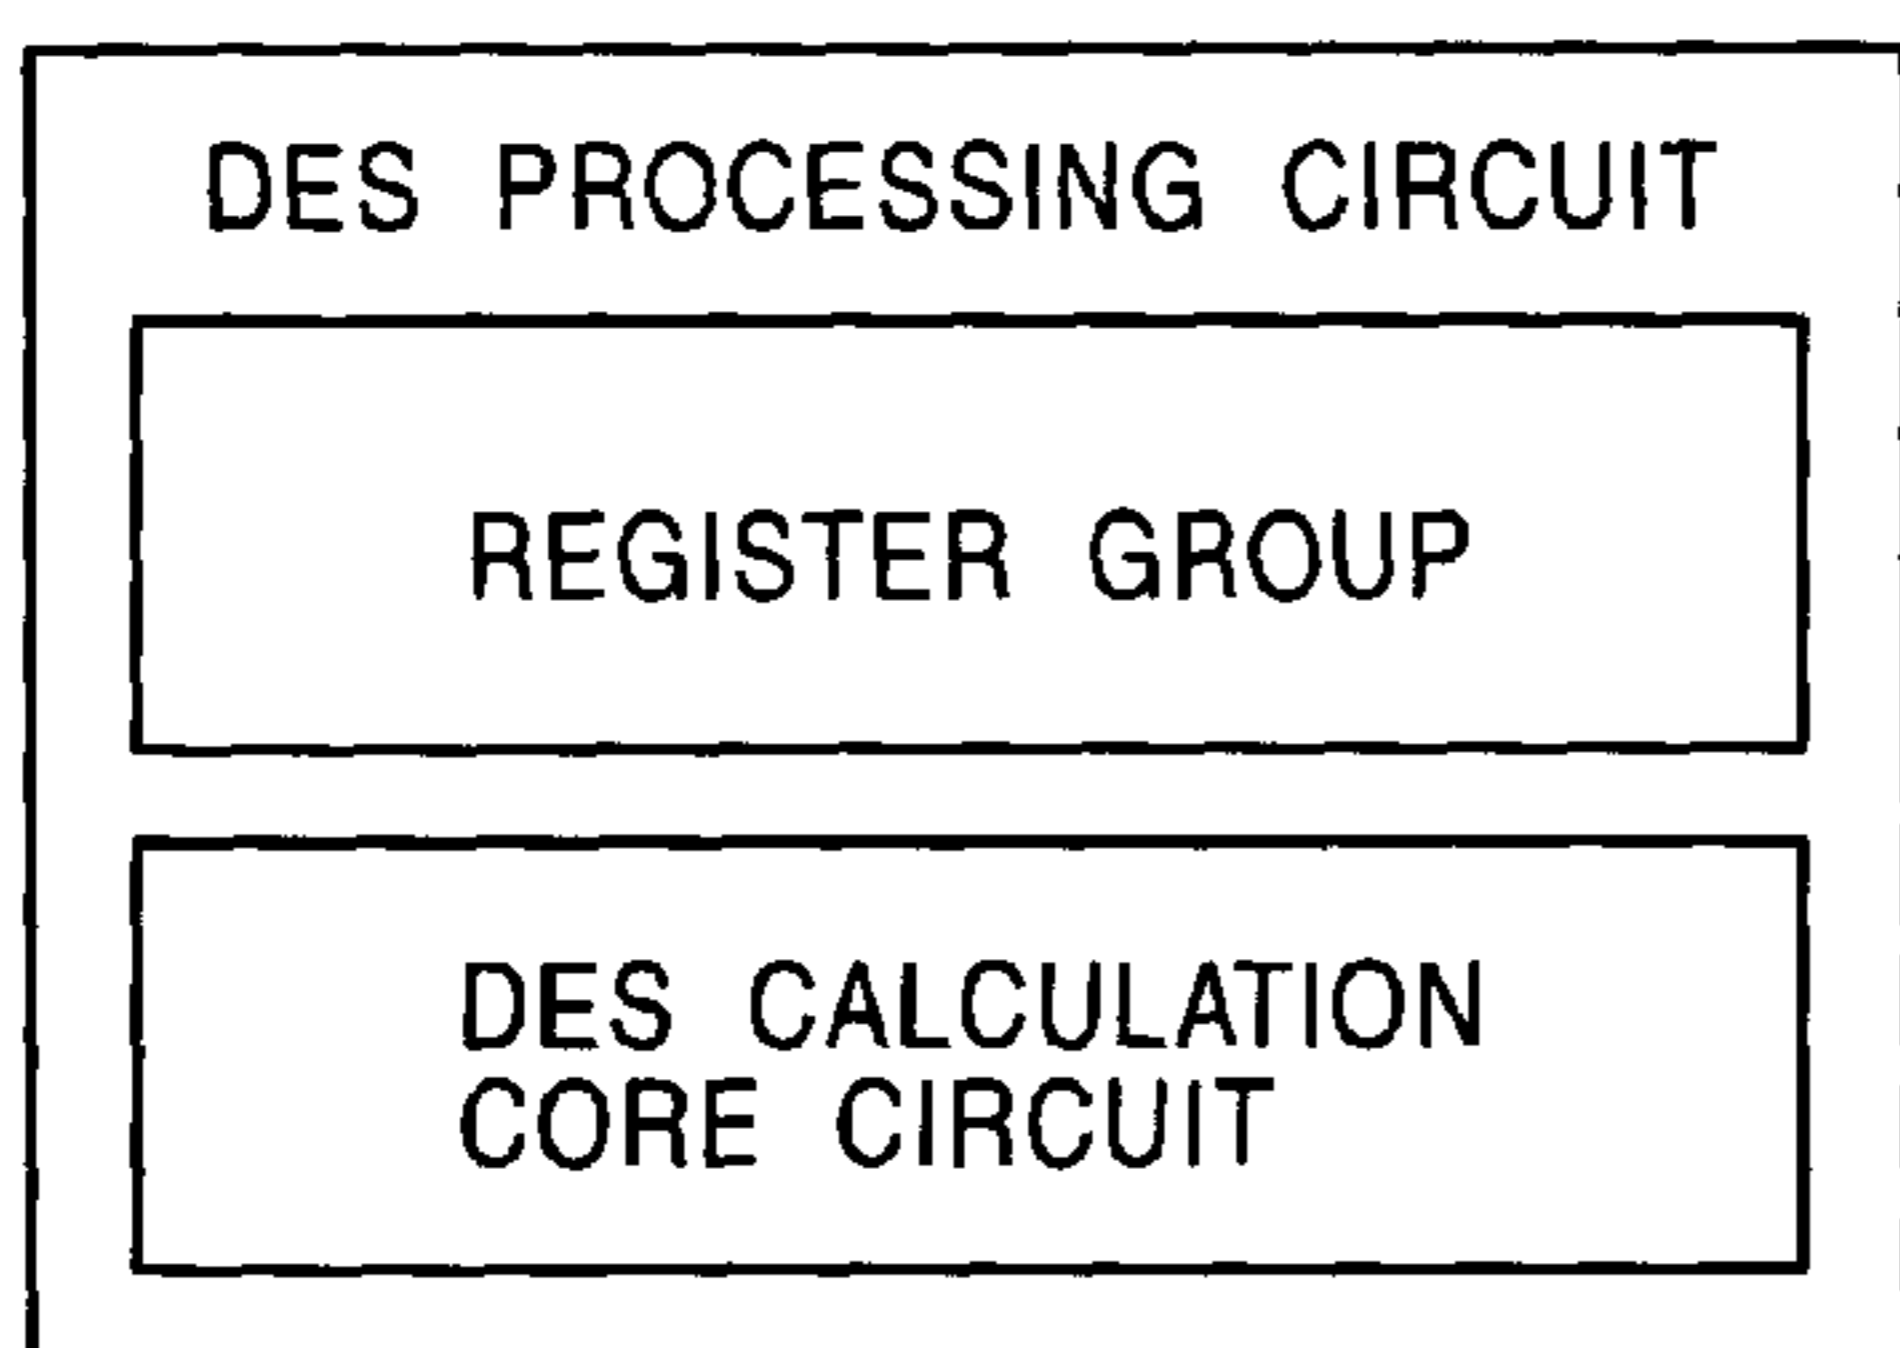 DES PROCESSING CIRCUIT
REGISTER GROUP
DES CALCULATION
CORE CIRCUIT